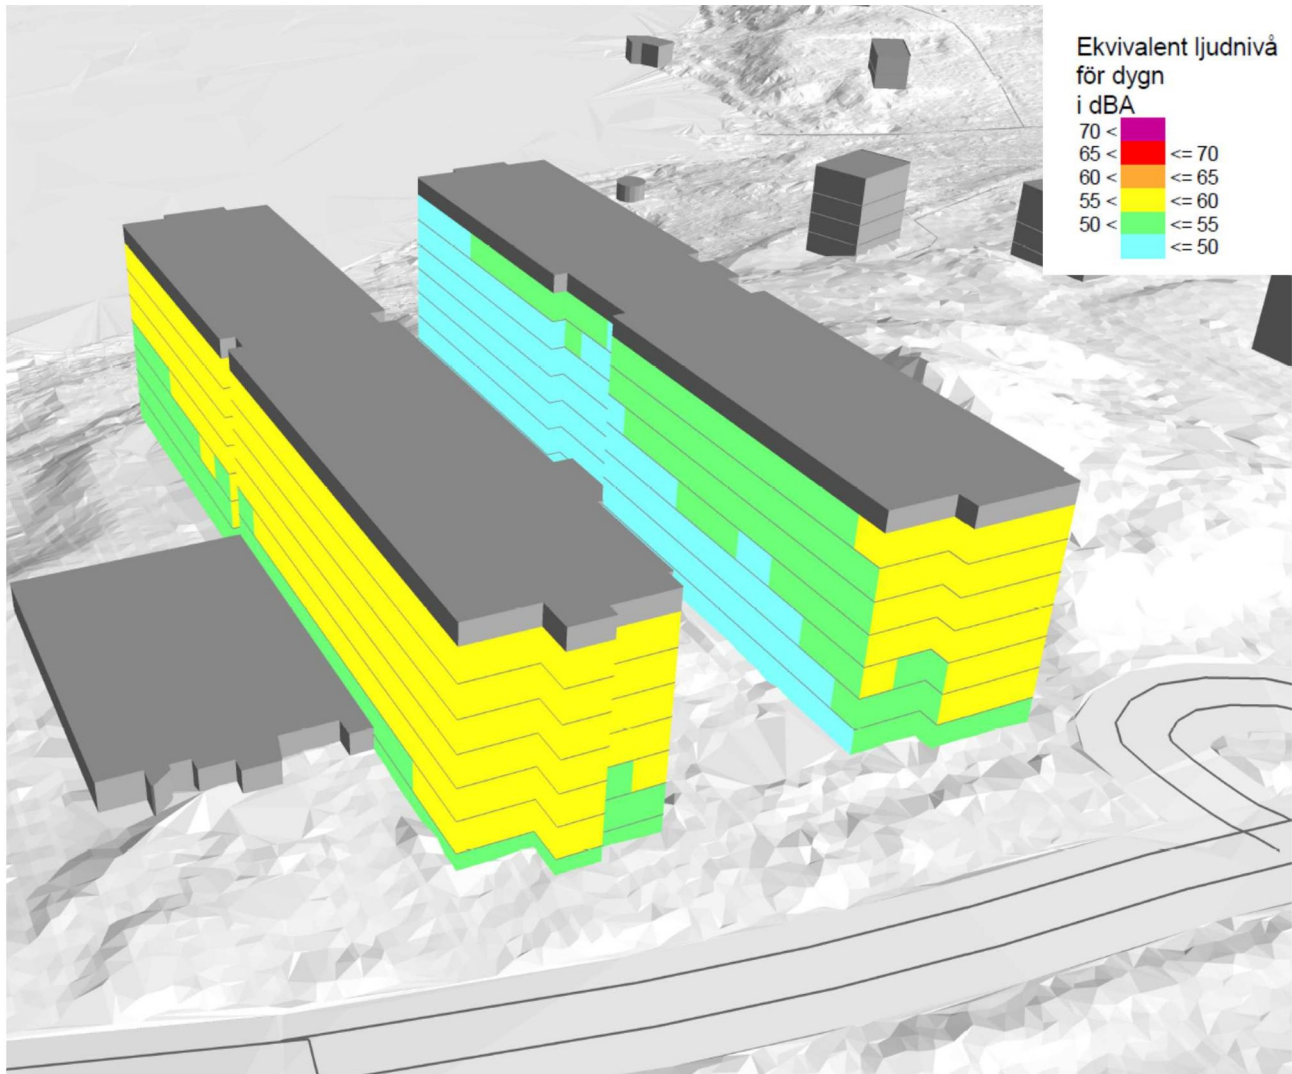 Ekvivalent ljudnivå
för dygn
i dBA
70 <
65 < <= 70
60 < <= 65
55 < <= 60
50 < <= 55
<= 50